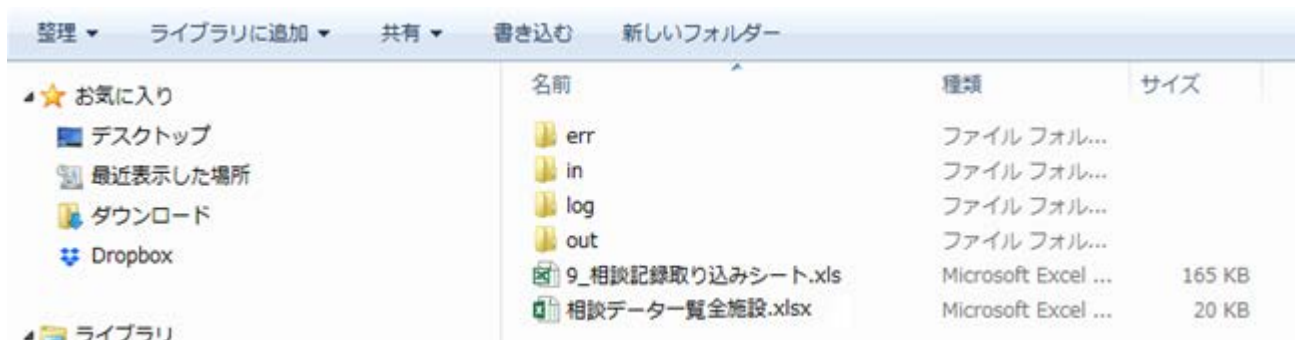 整理 ▼ ライブラリに追加 ▼ 共有 ▼ 書き込む 新しいフォルダー
お気に入り
デスクトップ
最近表示した場所
ダウンロード
Dropbox
ライブラリ
名前 種類 サイズ
err ファイル フォル...
in ファイル フォル...
log ファイル フォル...
out ファイル フォル...
9_相談記録取り込みシート.xls Microsoft Excel ... 165 KB
相談データ一覧全施設.xlsx Microsoft Excel ... 20 KB